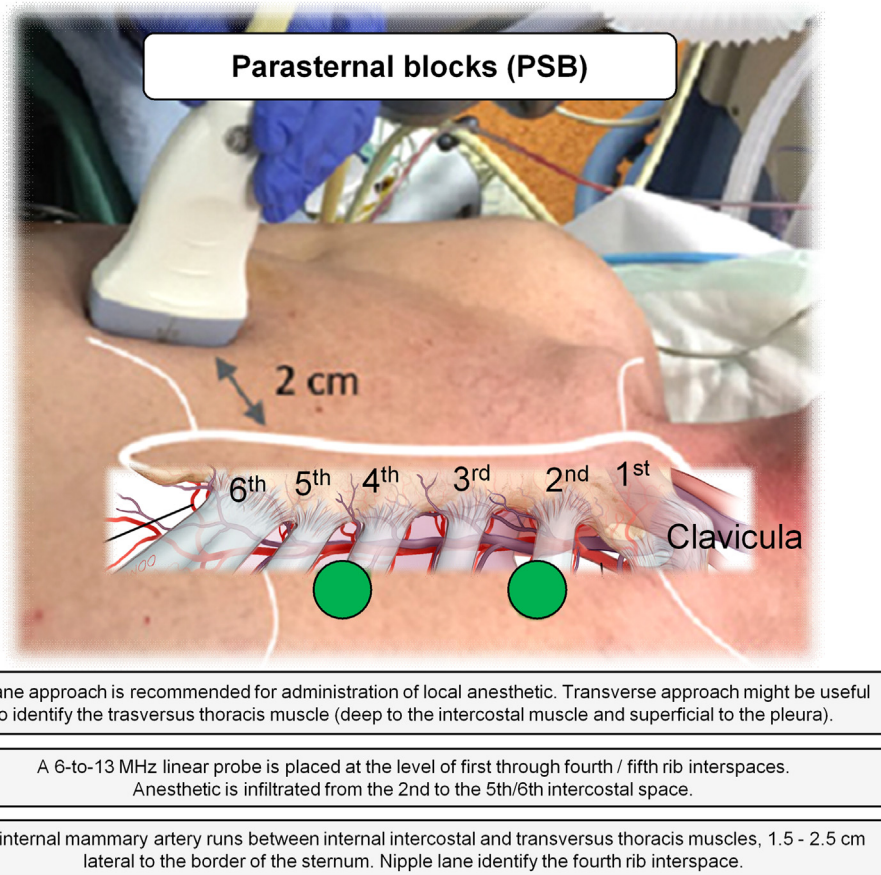 Parasternal blocks (PSB)
2 cm
6th 5th 4th 3rd 2nd 1st
Clavicula
approach is recommended for administration of local anesthetic. Transverse approach might be useful
identify the trasversus thoracis muscle (deep to the intercostal muscle and superficial to the pleura).
A 6-to-13 MHz linear probe is placed at the level of first through fourth / fifth rib interspaces.
Anesthetic is infiltrated from the 2nd to the 5th/6th intercostal space.
internal mammary artery runs between internal intercostal and transversus thoracis muscles, 1.5 - 2.5 cm
lateral to the border of the sternum. Nipple lane identify the fourth rib interspace.